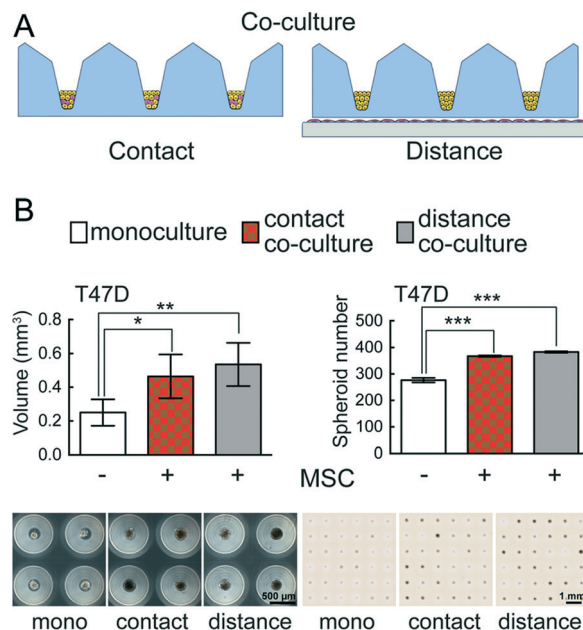 A
Co-culture
Contact
Distance
B
monoculture
contact
co-culture
distance
co-culture
T47D
**
*
Volume (mm³)
0.8
0.6
0.4
0.2
0.0
- + +
T47D
***
***
Spheroid number
500
400
300
200
100
0
- + +
MSC
500 µm
mono contact distance
1 mm
mono contact distance